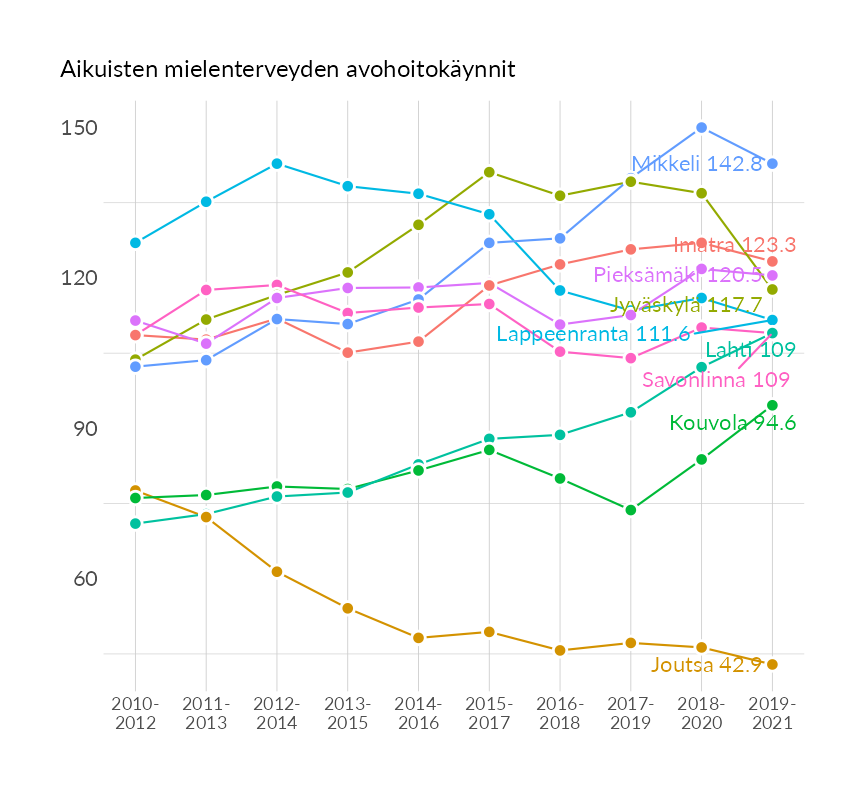 Aikuisten mielenterveyden avohoitokäynnit
150
120
90
60
Mikkeli 142.8
Imatra 123.3
Pieksämäki 120.5
Jyväskylä 117.7
Lappeenranta 111.6
Lahti 109
Savonlinna 109
Kouvola 94.6
Joutsa 42.9
2010- 2011- 2012- 2013- 2014- 2015- 2016- 2017- 2018- 2019-
2012 2013 2014 2015 2016 2017 2018 2019 2020 2021